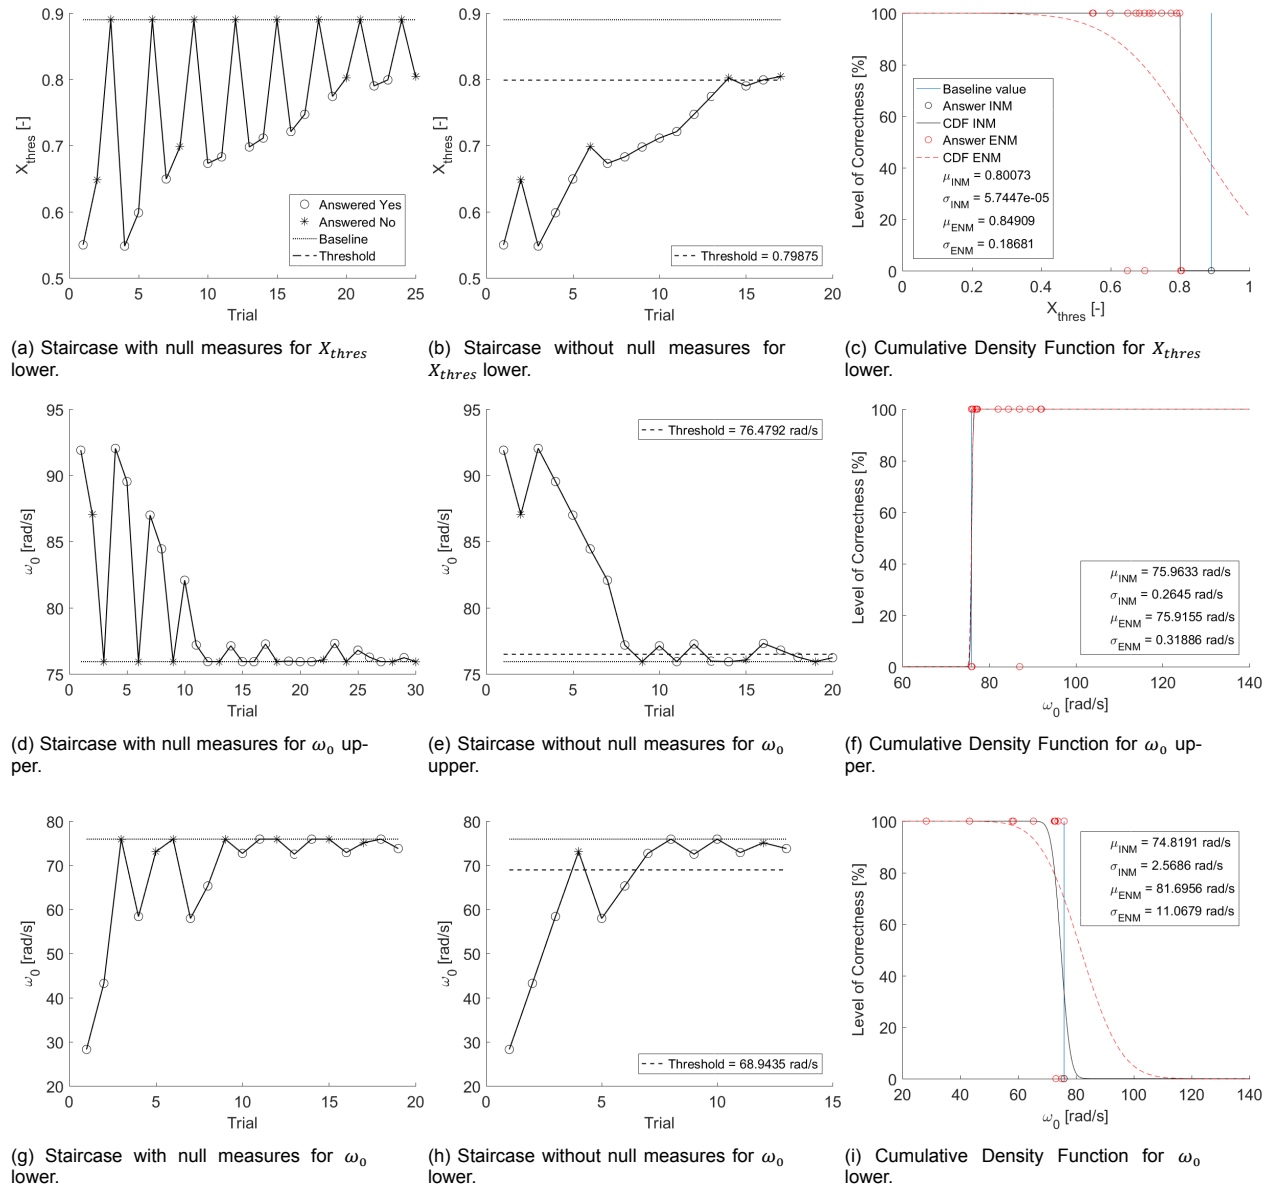 0.9
0.8
0.7
0.6
0.5
X_thres [-]
0 5 10 15 20 25
Trial
Answered Yes
Answered No
Baseline
Threshold
(a) Staircase with null measures for X_thres
lower.
0.9
0.8
0.7
0.6
0.5
X_thres [-]
0 5 10 15 20
Trial
Threshold = 0.79875
(b) Staircase without null measures for
X_thres lower.
100
80
60
40
20
0
Level of Correctness [%]
0 0.2 0.4 0.6 0.8 1
X_thres [-]
Baseline value
Answer INM
CDF INM
Answer ENM
CDF ENM
μ_INM = 0.80073
σ_INM = 5.7447e-05
μ_ENM = 0.84909
σ_ENM = 0.18681
(c) Cumulative Density Function for X_thres
lower.
95
90
85
80
75
ω_0 [rad/s]
74
0 5 10 15 20 25 30
Trial
(d) Staircase with null measures for ω_0 up-
per.
95
90
85
80
75
ω_0 [rad/s]
74
0 5 10 15 20
Trial
Threshold = 76.4792 rad/s
(e) Staircase without null measures for ω_0
upper.
100
80
60
40
20
0
Level of Correctness [%]
60 80 100 120 140
ω_0 [rad/s]
μ_INM = 75.9633 rad/s
σ_INM = 0.2645 rad/s
μ_ENM = 75.9155 rad/s
σ_ENM = 0.31886 rad/s
(f) Cumulative Density Function for ω_0 up-
per.
80
70
60
50
40
30
20
ω_0 [rad/s]
0 5 10 15 20
Trial
(g) Staircase with null measures for ω_0
lower.
80
70
60
50
40
30
20
ω_0 [rad/s]
0 5 10 15
Trial
Threshold = 68.9435 rad/s
(h) Staircase without null measures for ω_0
lower.
100
80
60
40
20
0
Level of Correctness [%]
20 40 60 80 100 120 140
ω_0 [rad/s]
μ_INM = 74.8191 rad/s
σ_INM = 2.5686 rad/s
μ_ENM = 81.6956 rad/s
σ_ENM = 11.0679 rad/s
(i) Cumulative Density Function for ω_0
lower.